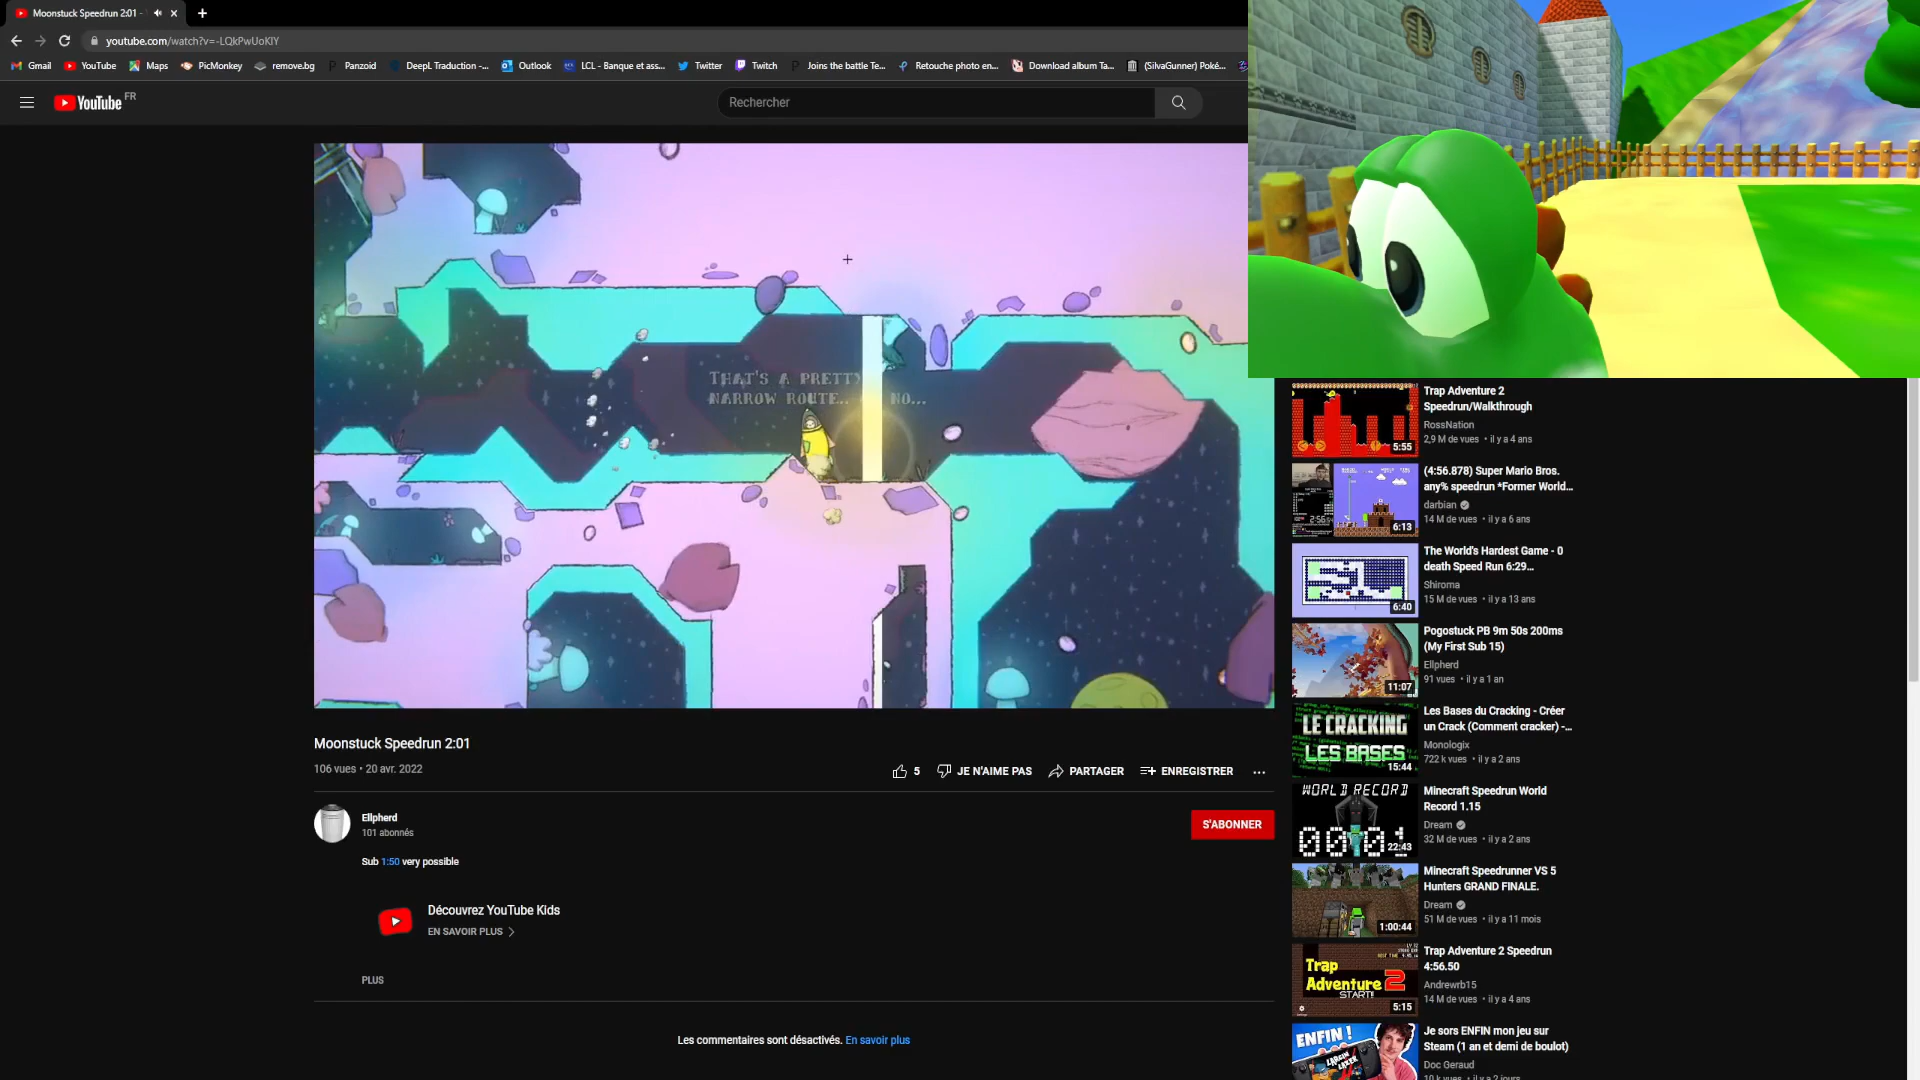 Moonstuck Speedrun 2:01 -
youtube.com/watch?v=-LQkPwUoKlY
Gmail YouTube Maps PicMonkey remove.bg Panzoid DeepL Traduction -... Outlook LCL - Banque et ass... Twitter Twitch Joins the battle Te... Retouche photo en... Download album Ta... (SilvaGunner) Poké...
YouTube FR
Rechercher
THAT'S A PRETTY
NARROW ROUTE.. NO...
Moonstuck Speedrun 2:01
106 vues • 20 avr. 2022
5 JE N'AIME PAS PARTAGER ENREGISTRER ...
Ellpherd
101 abonnés
S'ABONNER
Sub 1:50 very possible
Découvrez YouTube Kids
EN SAVOIR PLUS
PLUS
Les commentaires sont désactivés. En savoir plus
Trap Adventure 2
Speedrun/Walkthrough
RossNation
2,9 M de vues • il y a 4 ans
5:55
(4:56.878) Super Mario Bros.
any% speedrun *Former World...
darbian
14 M de vues • il y a 6 ans
6:13
The World's Hardest Game - 0
death Speed Run 6:29...
Shiroma
15 M de vues • il y a 13 ans
6:40
Pogostuck PB 9m 50s 200ms
(My First Sub 15)
Ellpherd
91 vues • il y a 1 an
11:07
Les Bases du Cracking - Créer
un Crack (Comment cracker) -...
Monologix
722 k vues • il y a 2 ans
LE CRACKING
LES BASES
15:44
Minecraft Speedrun World
Record 1.15
Dream
32 M de vues • il y a 2 ans
WORLD RECORD
22:43
Minecraft Speedrunner VS 5
Hunters GRAND FINALE.
Dream
51 M de vues • il y a 11 mois
1:00:44
Trap Adventure 2 Speedrun
4:56.50
Andrewrb15
14 M de vues • il y a 4 ans
Trap
Adventure 2
START!!
5:15
Je sors ENFIN mon jeu sur
Steam (1 an et demi de boulot)
Doc Geraud
10 k vues • il y a 2 jours
ENFIN !